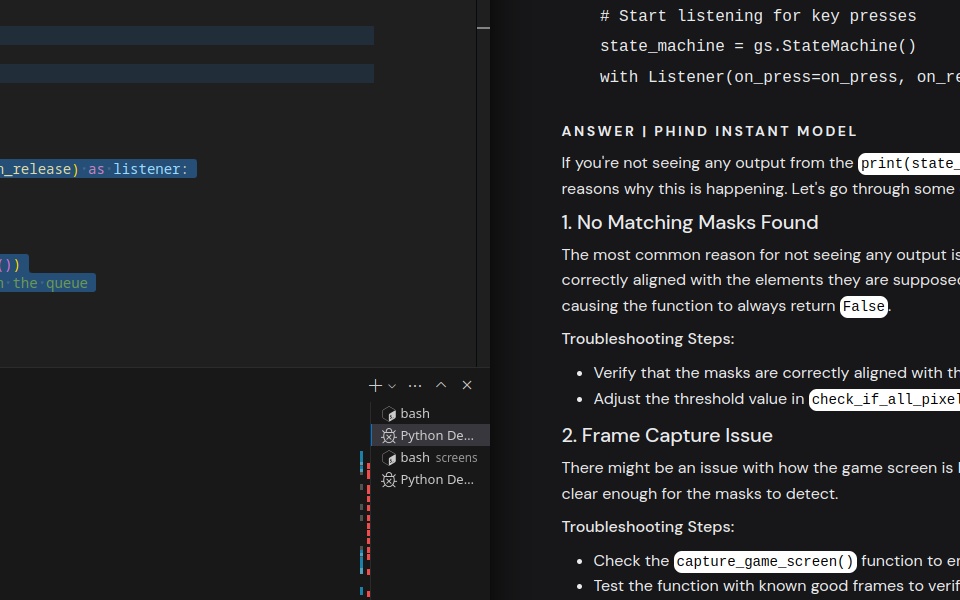 n_release) as listener:
())
n the queue
bash
Python De...
bash screens
Python De...
# Start listening for key presses
state_machine = gs.StateMachine()
with Listener(on_press=on_press, on_re
ANSWER | PHIND INSTANT MODEL
If you're not seeing any output from the print(state_
reasons why this is happening. Let's go through some
1. No Matching Masks Found
The most common reason for not seeing any output is
correctly aligned with the elements they are supposed
causing the function to always return False.
Troubleshooting Steps:
• Verify that the masks are correctly aligned with th
• Adjust the threshold value in check_if_all_pixel
2. Frame Capture Issue
There might be an issue with how the game screen is
clear enough for the masks to detect.
Troubleshooting Steps:
• Check the capture_game_screen() function to en
• Test the function with known good frames to verif